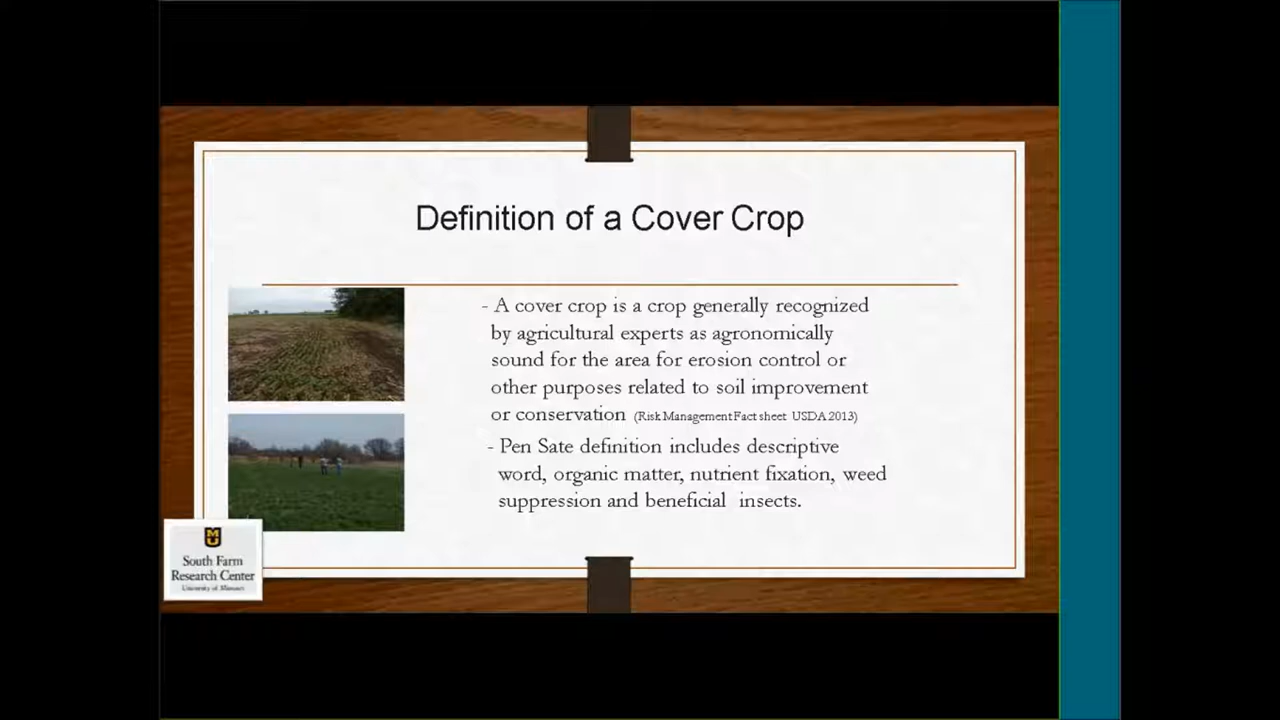 Definition of a Cover Crop
- A cover crop is a crop generally recognized
by agricultural experts as agronomically
sound for the area for erosion control or
other purposes related to soil improvement
or conservation (Risk Management Fact sheet USDA 2013)
- Pen Sate definition includes descriptive
word, organic matter, nutrient fixation, weed
suppression and beneficial insects.
MU
South Farm
Research Center
University of Missouri